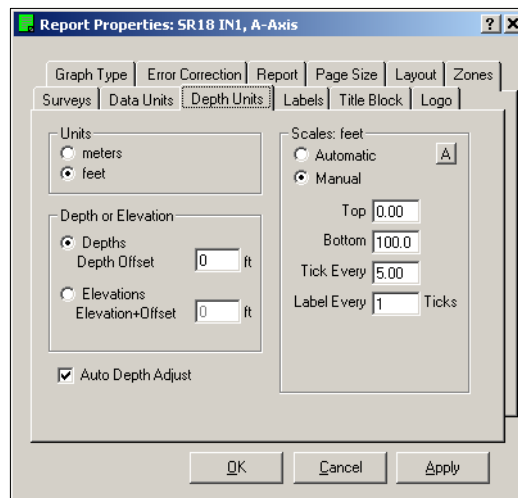 Report Properties: SR18 IN1, A-Axis
Graph Type Error Correction Report Page Size Layout Zones
Surveys Data Units Depth Units Labels Title Block Logo
Units
meters
feet
Depth or Elevation
Depths
Depth Offset 0 ft
Elevations
Elevation+Offset 0 ft
Auto Depth Adjust
Scales: feet
Automatic A
Manual
Top 0.00
Bottom 100.0
Tick Every 5.00
Label Every 1 Ticks
OK Cancel Apply